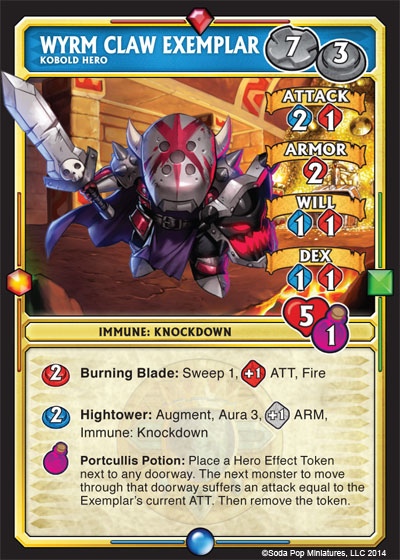 WYRM CLAW EXEMPLAR
KOBOLD HERO
7 3
ATTACK
2 1
ARMOR
2
WILL
1 1
DEX
1 1
5
1
IMMUNE: KNOCKDOWN
2 Burning Blade: Sweep 1, +1 ATT, Fire
2 Hightower: Augment, Aura 3, +1 ARM,
Immune: Knockdown
Portcullis Potion: Place a Hero Effect Token
next to any doorway. The next monster to move
through that doorway suffers an attack equal to the
Exemplar's current ATT. Then remove the token.
©Soda Pop Miniatures, LLC 2014